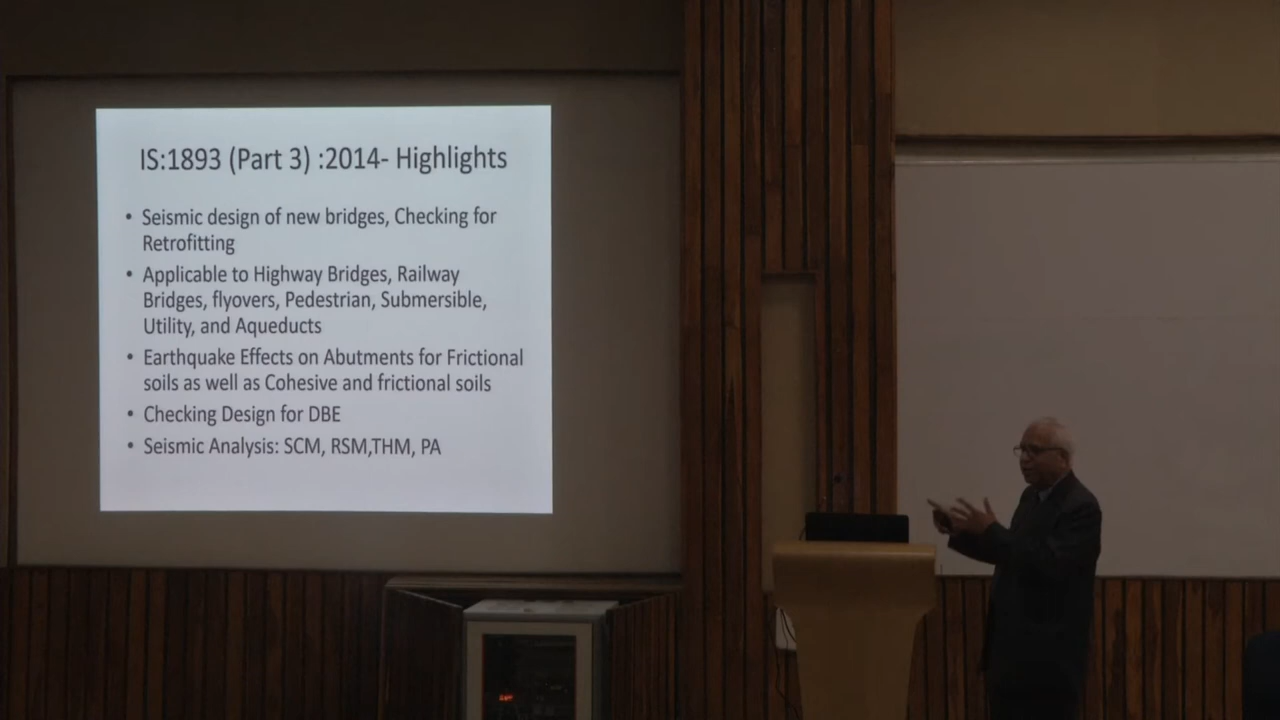 IS:1893 (Part 3) :2014- Highlights
• Seismic design of new bridges, Checking for
Retrofitting
• Applicable to Highway Bridges, Railway
Bridges, flyovers, Pedestrian, Submersible,
Utility, and Aqueducts
• Earthquake Effects on Abutments for Frictional
soils as well as Cohesive and frictional soils
• Checking Design for DBE
• Seismic Analysis: SCM, RSM,THM, PA